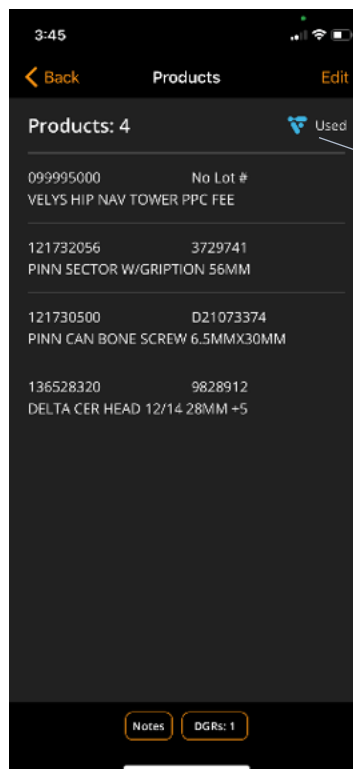 3:45
Back Products Edit
Products: 4 Used
099995000 No Lot #
VELYS HIP NAV TOWER PPC FEE
121732056 3729741
PINN SECTOR W/GRIPTION 56MM
121730500 D21073374
PINN CAN BONE SCREW 6.5MMX30MM
136528320 9828912
DELTA CER HEAD 12/14 28MM +5
Notes DGRs: 1